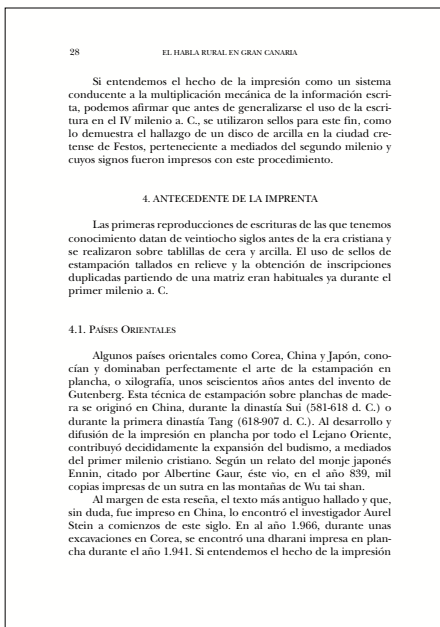 28
EL HABLA RURAL EN GRAN CANARIA
Si entendemos el hecho de la impresión como un sistema
conducente a la multiplicación mecánica de la información escri-
ta, podemos afirmar que antes de generalizarse el uso de la escri-
tura en el IV milenio a. C., se utilizaron sellos para este fin, como
lo demuestra el hallazgo de un disco de arcilla en la ciudad cre-
tense de Festos, perteneciente a mediados del segundo milenio y
cuyos signos fueron impresos con este procedimiento.
4. ANTECEDENTE DE LA IMPRENTA
Las primeras reproducciones de escrituras de las que tenemos
conocimiento datan de veintiocho siglos antes de la era cristiana y
se realizaron sobre tablillas de cera y arcilla. El uso de sellos de
estampación tallados en relieve y la obtención de inscripciones
duplicadas partiendo de una matriz eran habituales ya durante el
primer milenio a. C.
4.1. PAÍSES ORIENTALES
Algunos países orientales como Corea, China y Japón, cono-
cían y dominaban perfectamente el arte de la estampación en
plancha, o xilografía, unos seiscientos años antes del invento de
Gutenberg. Esta técnica de estampación sobre planchas de made-
ra se originó en China, durante la dinastía Sui (581-618 d. C.) o
durante la primera dinastía Tang (618-907 d. C.). Al desarrollo y
difusión de la impresión en plancha por todo el Lejano Oriente,
contribuyó decididamente la expansión del budismo, a mediados
del primer milenio cristiano. Según un relato del monje japonés
Ennin, citado por Albertine Gaur, éste vio, en el año 839, mil
copias impresas de un sutra en las montañas de Wu tai shan.
Al margen de esta reseña, el texto más antiguo hallado y que,
sin duda, fue impreso en China, lo encontró el investigador Aurel
Stein a comienzos de este siglo. En al año 1.966, durante unas
excavaciones en Corea, se encontró una dharani impresa en plan-
cha durante el año 1.941. Si entendemos el hecho de la impresión